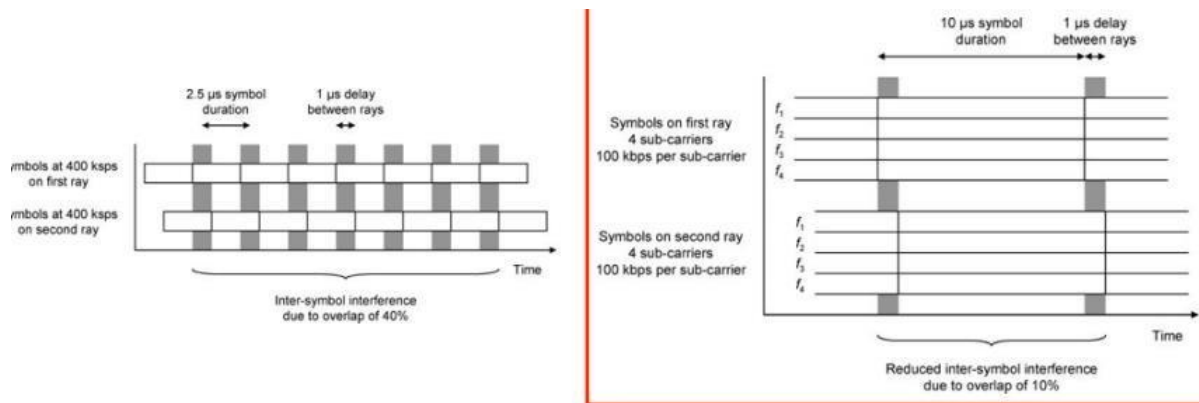 2.5 µs symbol
duration
1 µs delay
between rays
ymbols at 400 ksps
on first ray
ymbols at 400 ksps
on second ray
Time
Inter-symbol interference
due to overlap of 40%
10 µs symbol
duration
1 µs delay
between rays
Symbols on first ray
4 sub-carriers
100 kbps per sub-carrier
f₁
f₂
f₃
f₄
Symbols on second ray
4 sub-carriers
100 kbps per sub-carrier
f₁
f₂
f₃
f₄
Time
Reduced inter-symbol interference
due to overlap of 10%